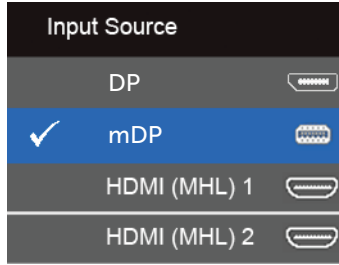 Input Source
DP
mDP
HDMI (MHL) 1
HDMI (MHL) 2